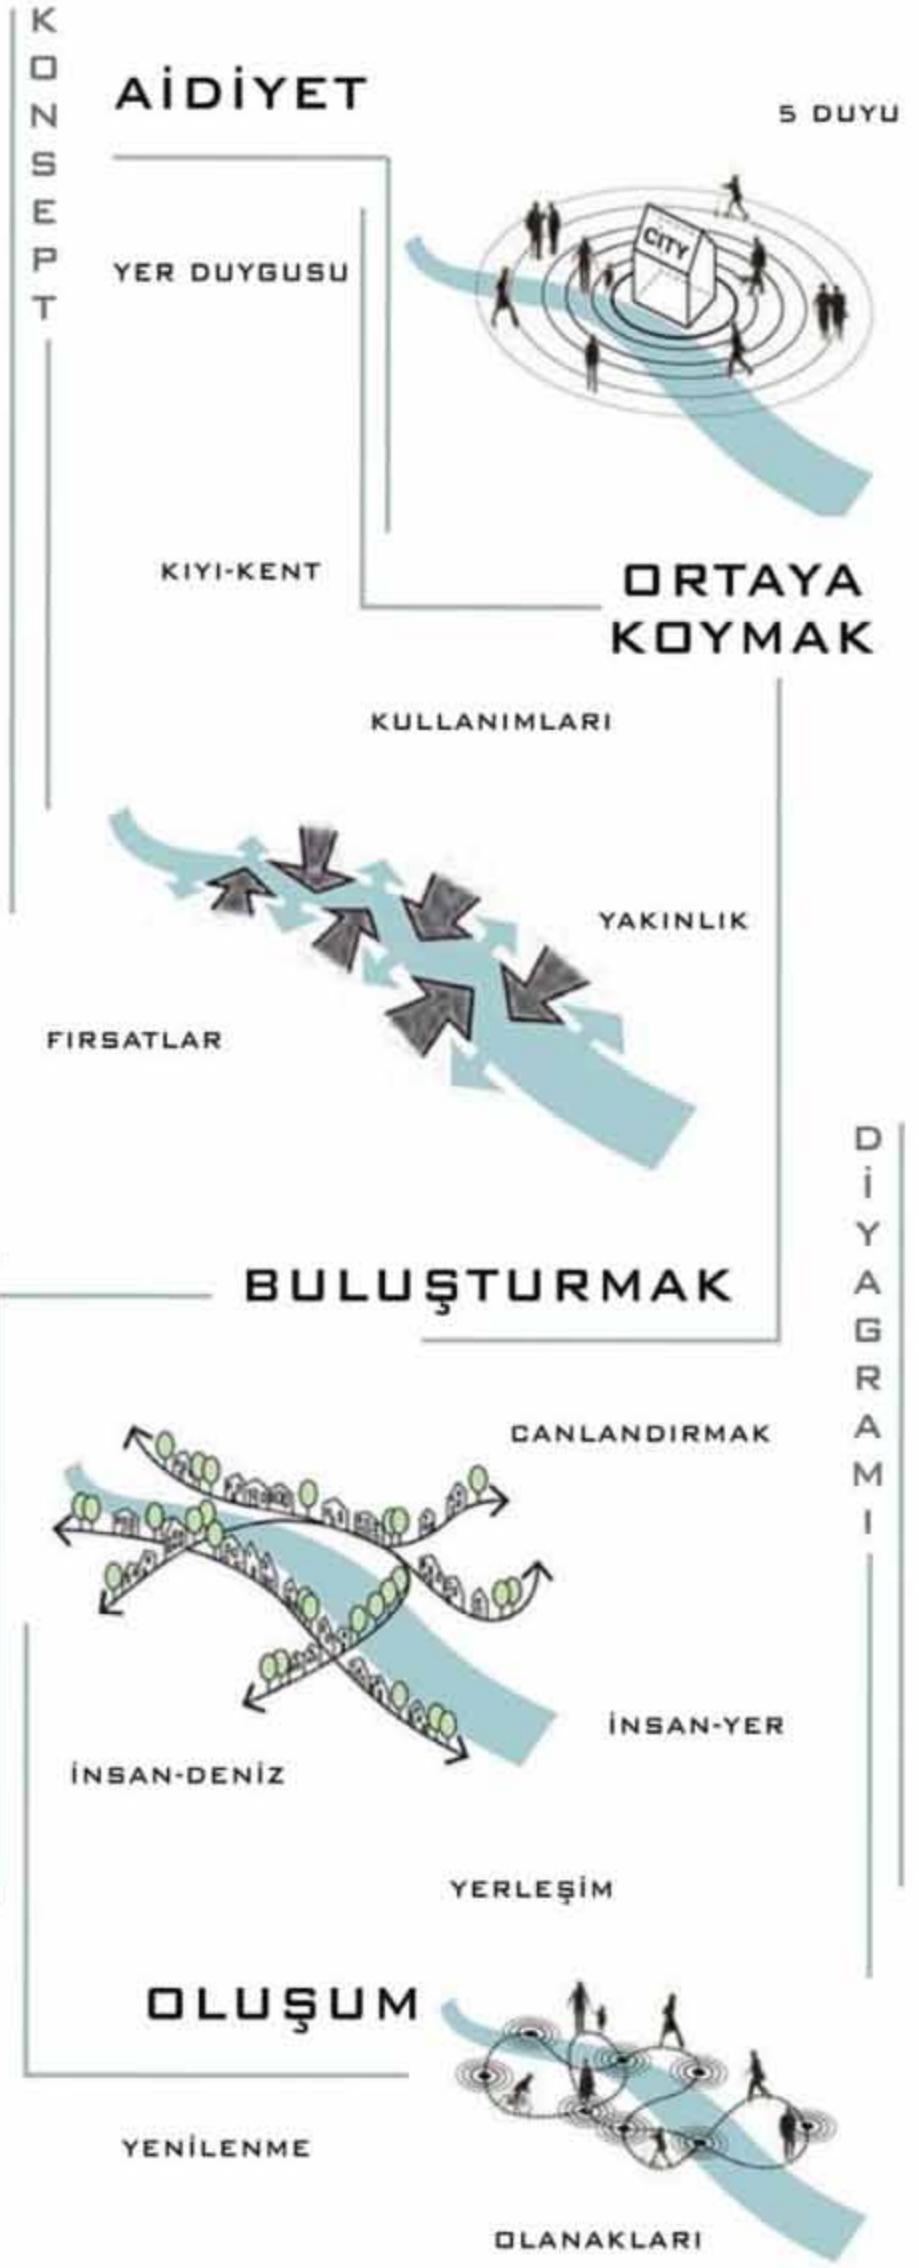 KONSEPT
AİDİYET
5 DUYU
CITY
YER DUYGUSU
KIYI-KENT
ORTAYA
KOYMAK
KULLANIMLARI
YAKINLIK
FIRSATLAR
DİYAGRAMI
BULUŞTURMAK
CANLANDIRMAK
İNSAN-YER
İNSAN-DENİZ
YERLEŞİM
OLUŞUM
YENİLENME
OLANAKLARI